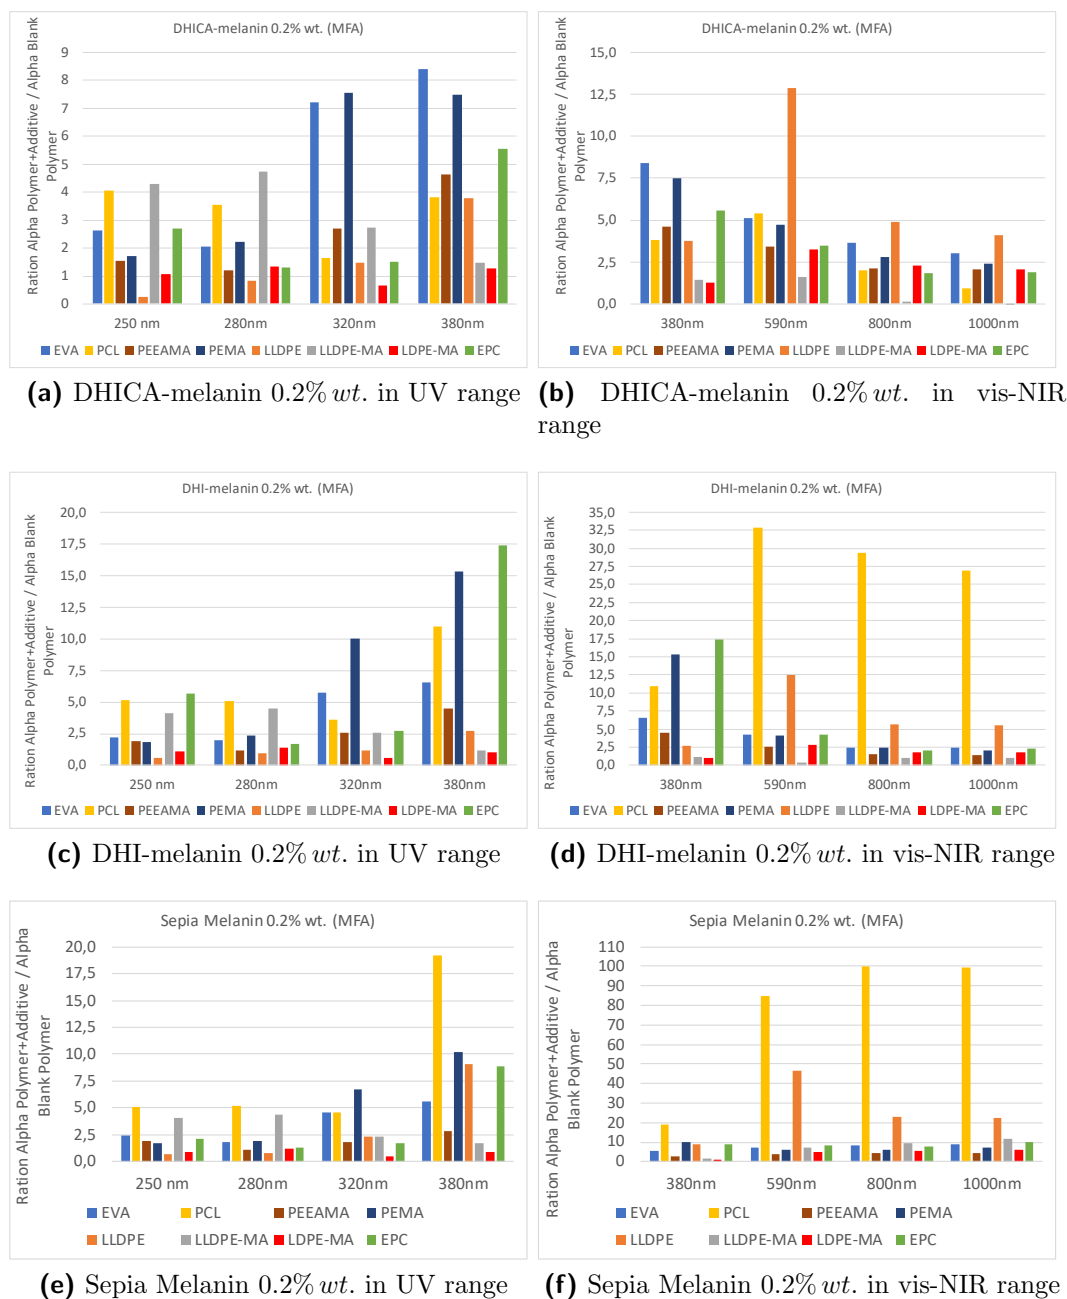 DHICA-melanin 0.2% wt. (MFA)
Ration Alpha Polymer+Additive / Alpha Blank
Polymer
9
8
7
6
5
4
3
2
1
0
250 nm 280nm 320nm 380nm
EVA PCL PEEAMA PEMA LLDPE LLDPE-MA LDPE-MA EPC
(a) DHICA-melanin 0.2% wt. in UV range
DHICA-melanin 0.2% wt. (MFA)
Ration Alpha Polymer+Additive / Alpha Blank
Polymer
15,0
12,5
10,0
7,5
5,0
2,5
0,0
380nm 590nm 800nm 1000nm
EVA PCL PEEAMA PEMA LLDPE LLDPE-MA LDPE-MA EPC
(b) DHICA-melanin 0.2% wt. in vis-NIR
range
DHI-melanin 0.2% wt. (MFA)
Ration Alpha Polymer+Additive / Alpha Blank
Polymer
20,0
17,5
15,0
12,5
10,0
7,5
5,0
2,5
0,0
250 nm 280nm 320nm 380nm
EVA PCL PEEAMA PEMA LLDPE LLDPE-MA LDPE-MA EPC
(c) DHI-melanin 0.2% wt. in UV range
DHI-melanin 0.2% wt. (MFA)
Ration Alpha Polymer+Additive / Alpha Blank
Polymer
35,0
32,5
30,0
27,5
25,0
22,5
20,0
17,5
15,0
12,5
10,0
7,5
5,0
2,5
0,0
380nm 590nm 800nm 1000nm
EVA PCL PEEAMA PEMA LLDPE LLDPE-MA LDPE-MA EPC
(d) DHI-melanin 0.2% wt. in vis-NIR range
Sepia Melanin 0.2% wt. (MFA)
Ration Alpha Polymer+Additive / Alpha
Blank Polymer
20,0
17,5
15,0
12,5
10,0
7,5
5,0
2,5
0,0
250 nm 280nm 320nm 380nm
EVA PCL PEEAMA PEMA
LLDPE LLDPE-MA LDPE-MA EPC
(e) Sepia Melanin 0.2% wt. in UV range
Sepia Melanin 0.2% wt. (MFA)
Ration Alpha Polymer+Additive / Alpha
Blank Polymer
110
100
90
80
70
60
50
40
30
20
10
0
380nm 590nm 800nm 1000nm
EVA PCL PEEAMA PEMA
LLDPE LLDPE-MA LDPE-MA EPC
(f) Sepia Melanin 0.2% wt. in vis-NIR range